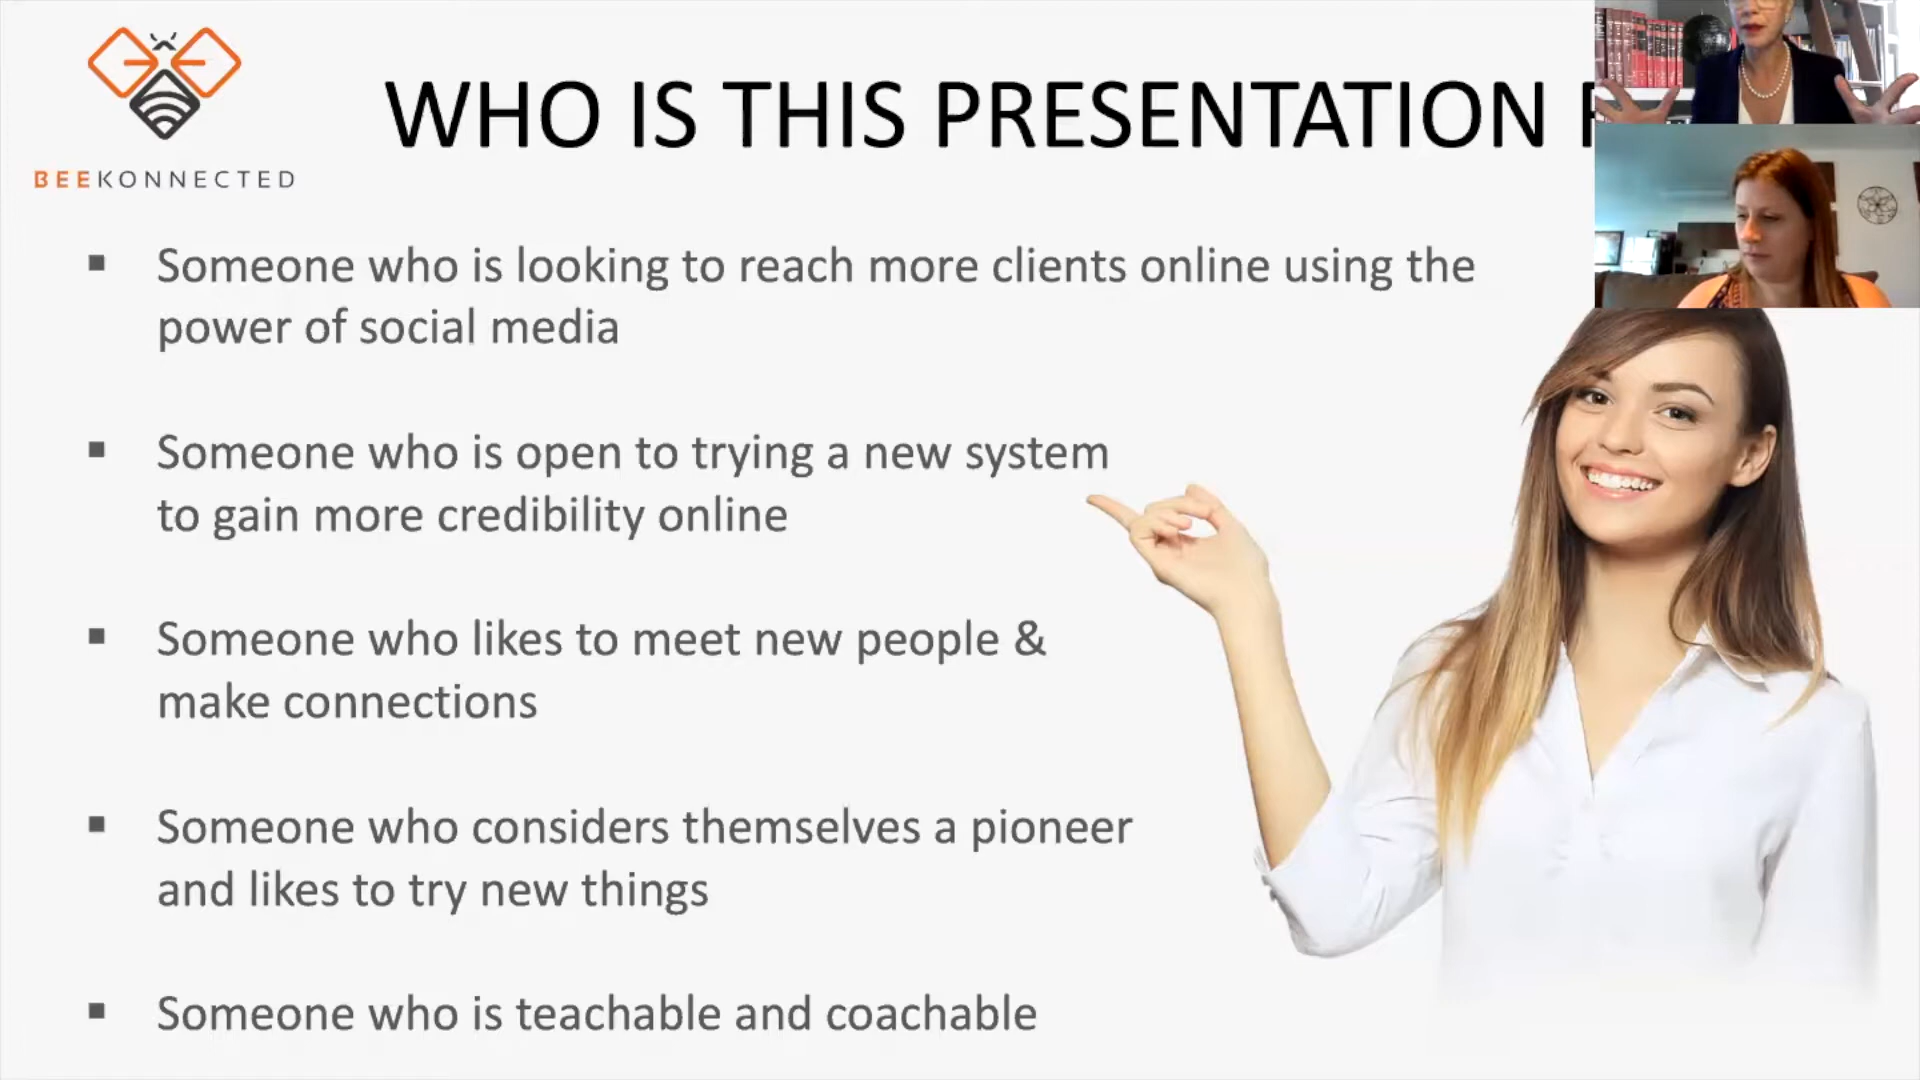 BEEKONNECTED
WHO IS THIS PRESENTATION
Someone who is looking to reach more clients online using the
power of social media
Someone who is open to trying a new system
to gain more credibility online
Someone who likes to meet new people &
make connections
Someone who considers themselves a pioneer
and likes to try new things
Someone who is teachable and coachable